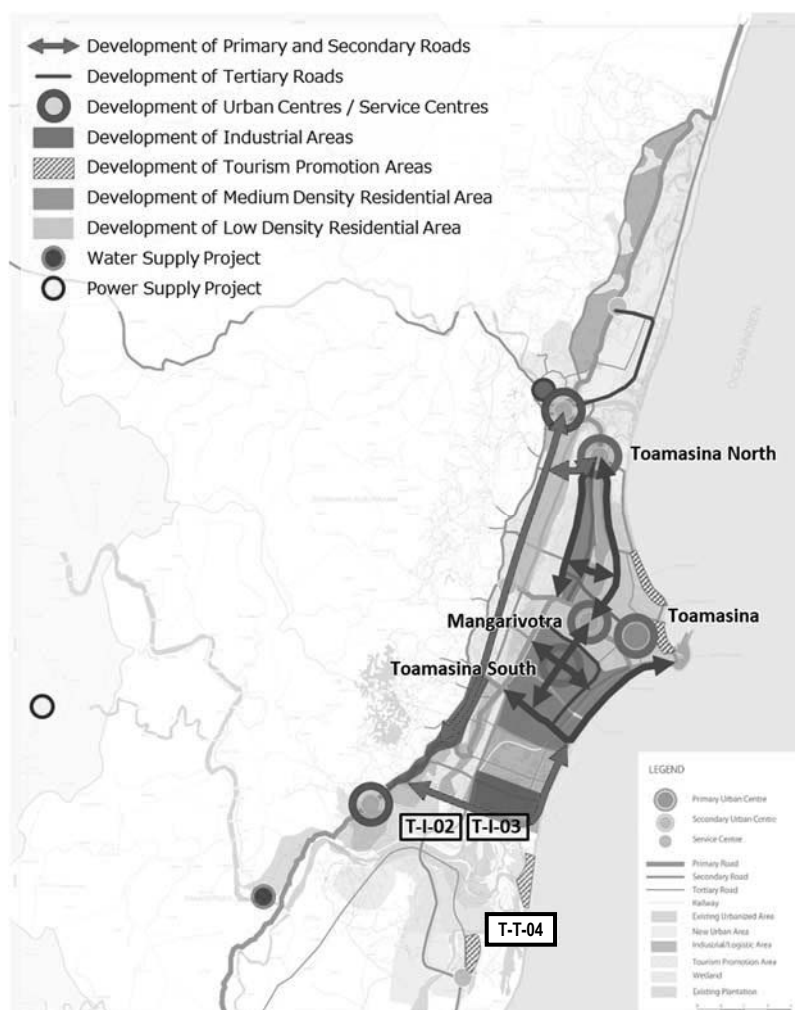 Development of Primary and Secondary Roads
Development of Tertiary Roads
Development of Urban Centres / Service Centres
Development of Industrial Areas
Development of Tourism Promotion Areas
Development of Medium Density Residential Area
Development of Low Density Residential Area
Water Supply Project
Power Supply Project
OCEAN INDIEN
Toamasina North
Mangarivotra
Toamasina
Toamasina South
T-I-02
T-I-03
T-T-04
LEGEND
Primary Urban Centre
Secondary Urban Centre
Service Centre
Primary Road
Secondary Road
Tertiary Road
Railway
Existing Urbanized Area
New Urban Area
Industrial/Logistic Area
Tourism Promotion Area
Wetland
Existing Plantation